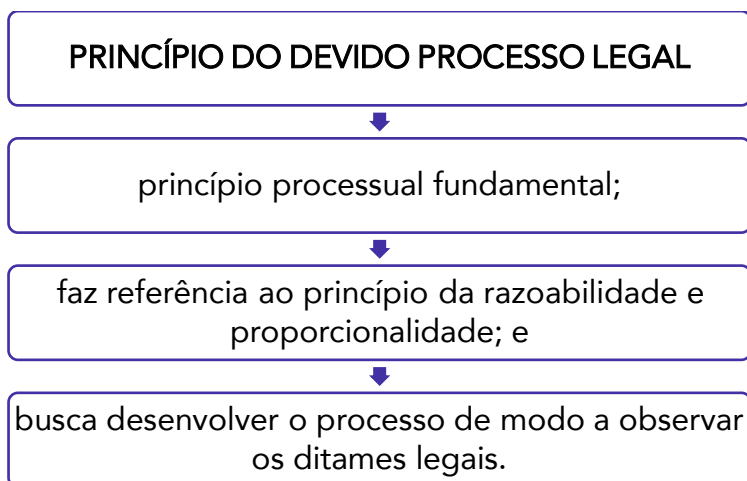 PRINCÍPIO DO DEVIDO PROCESSO LEGAL
princípio processual fundamental;
faz referência ao princípio da razoabilidade e
proporcionalidade; e
busca desenvolver o processo de modo a observar
os ditames legais.